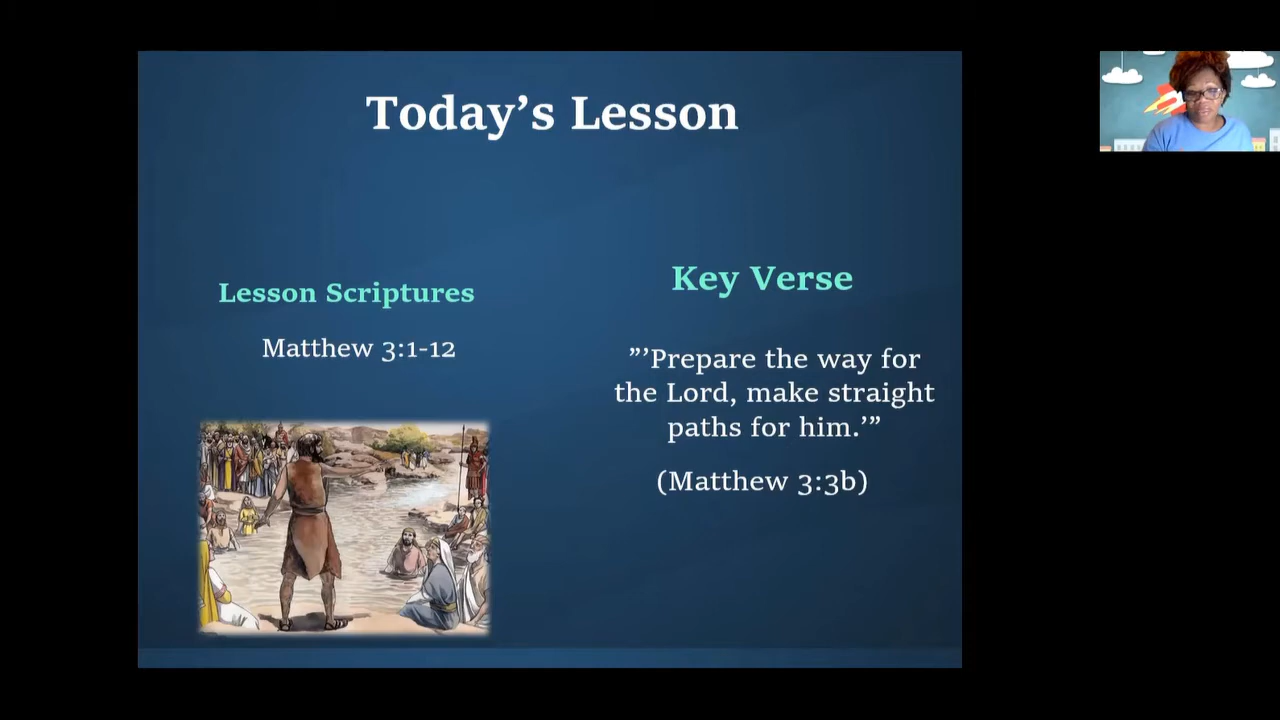 Today’s Lesson
Lesson Scriptures
Matthew 3:1-12
Key Verse
”’Prepare the way for
the Lord, make straight
paths for him.’”
(Matthew 3:3b)